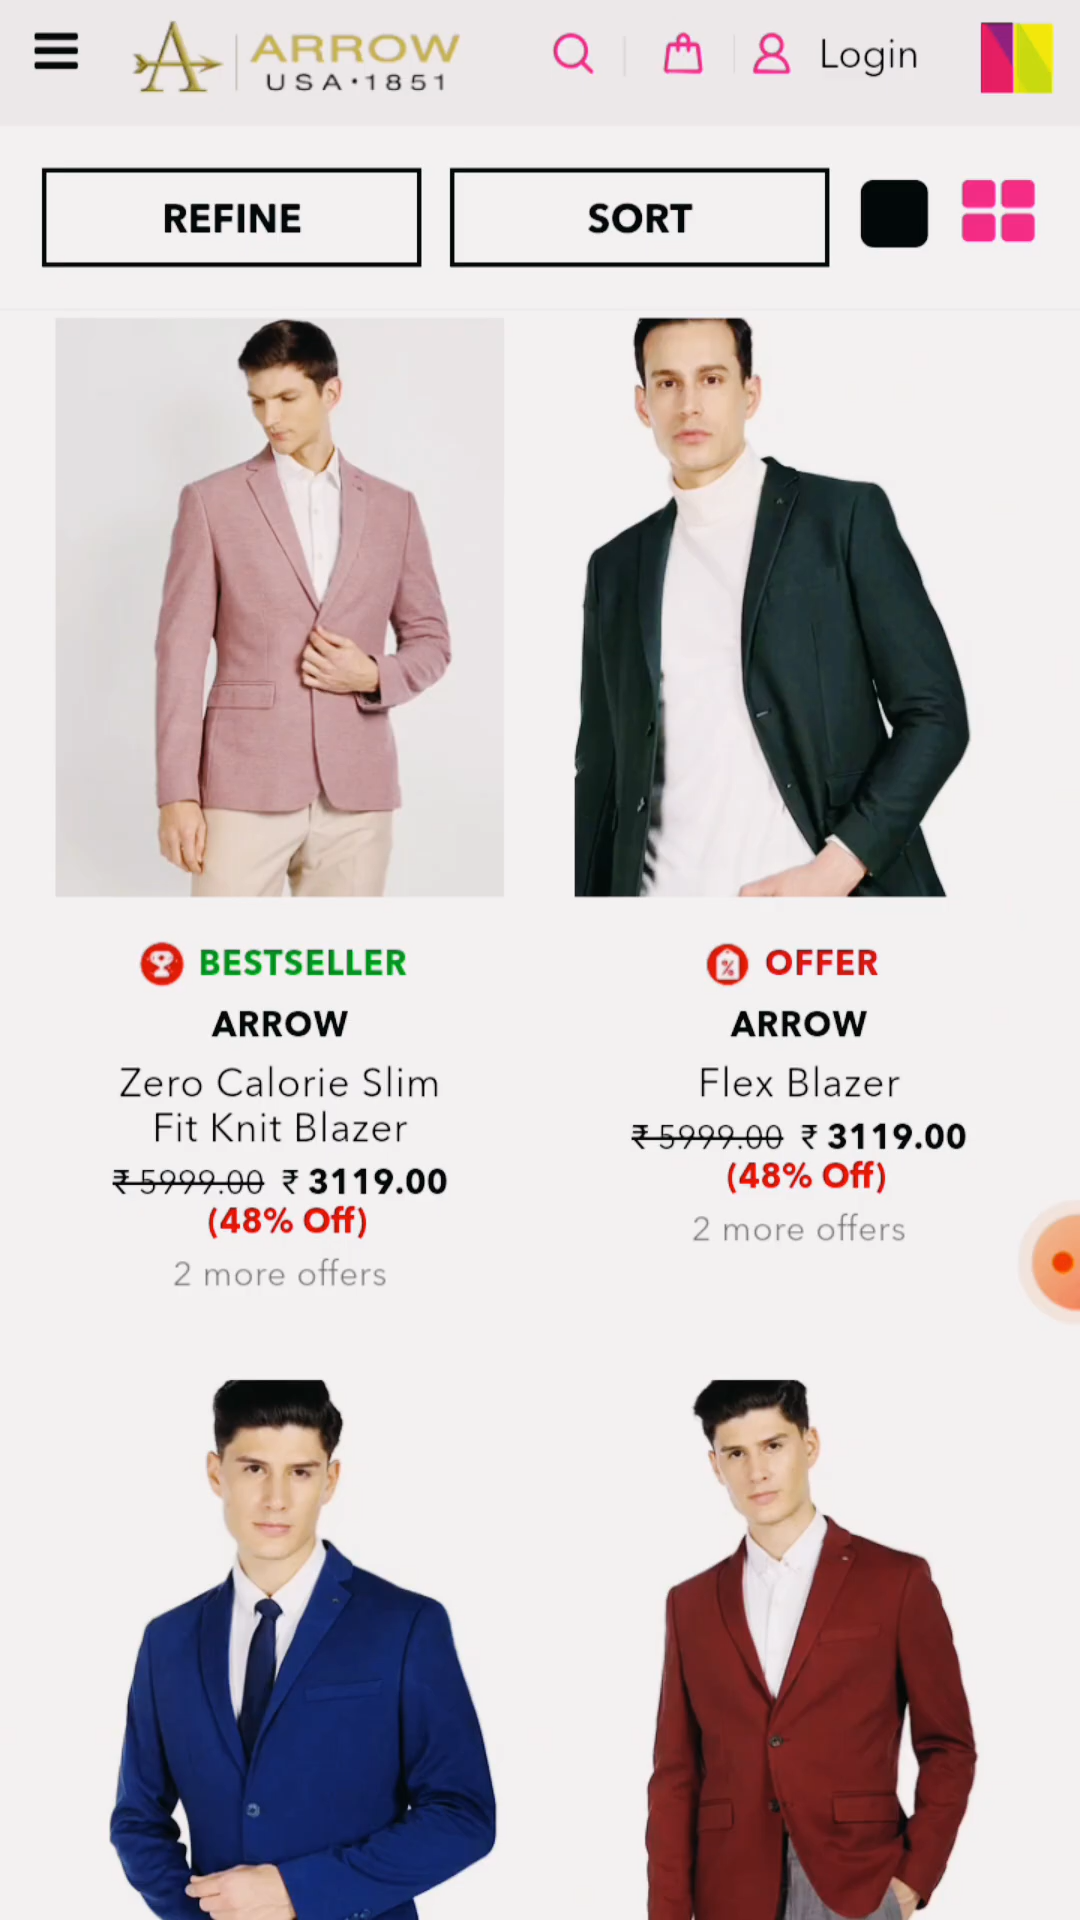 ARROW
USA•1851
Login
REFINE
SORT
BESTSELLER
ARROW
Zero Calorie Slim
Fit Knit Blazer
₹ 5999.00 ₹ 3119.00
(48% Off)
2 more offers
% OFFER
ARROW
Flex Blazer
₹ 5999.00 ₹ 3119.00
(48% Off)
2 more offers